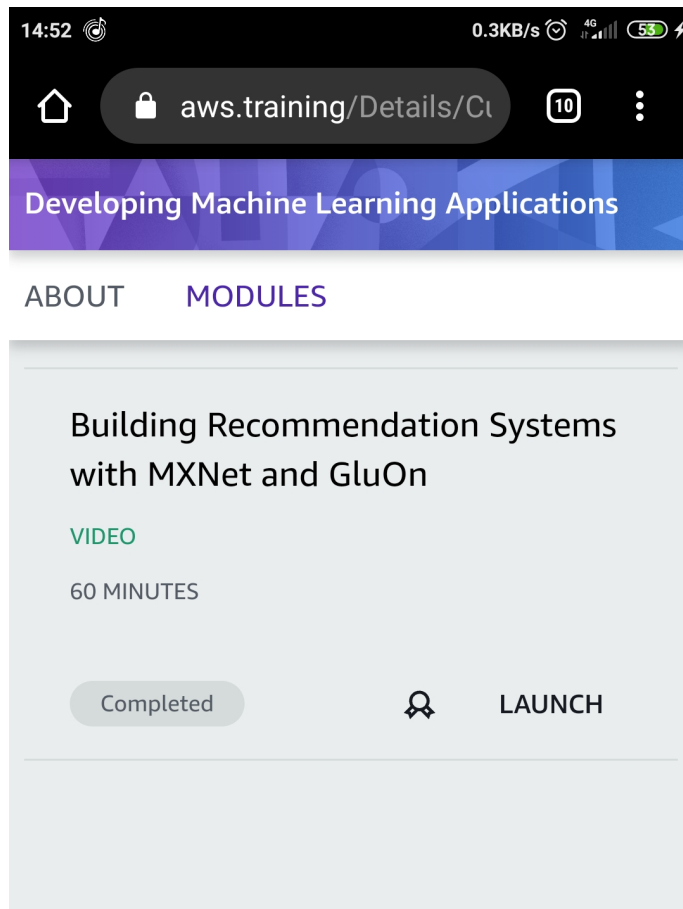 14:52 0.3KB/s 4G 53
aws.training/Details/Cu 10
Developing Machine Learning Applications
ABOUT MODULES
Building Recommendation Systems
with MXNet and GluOn
VIDEO
60 MINUTES
Completed LAUNCH